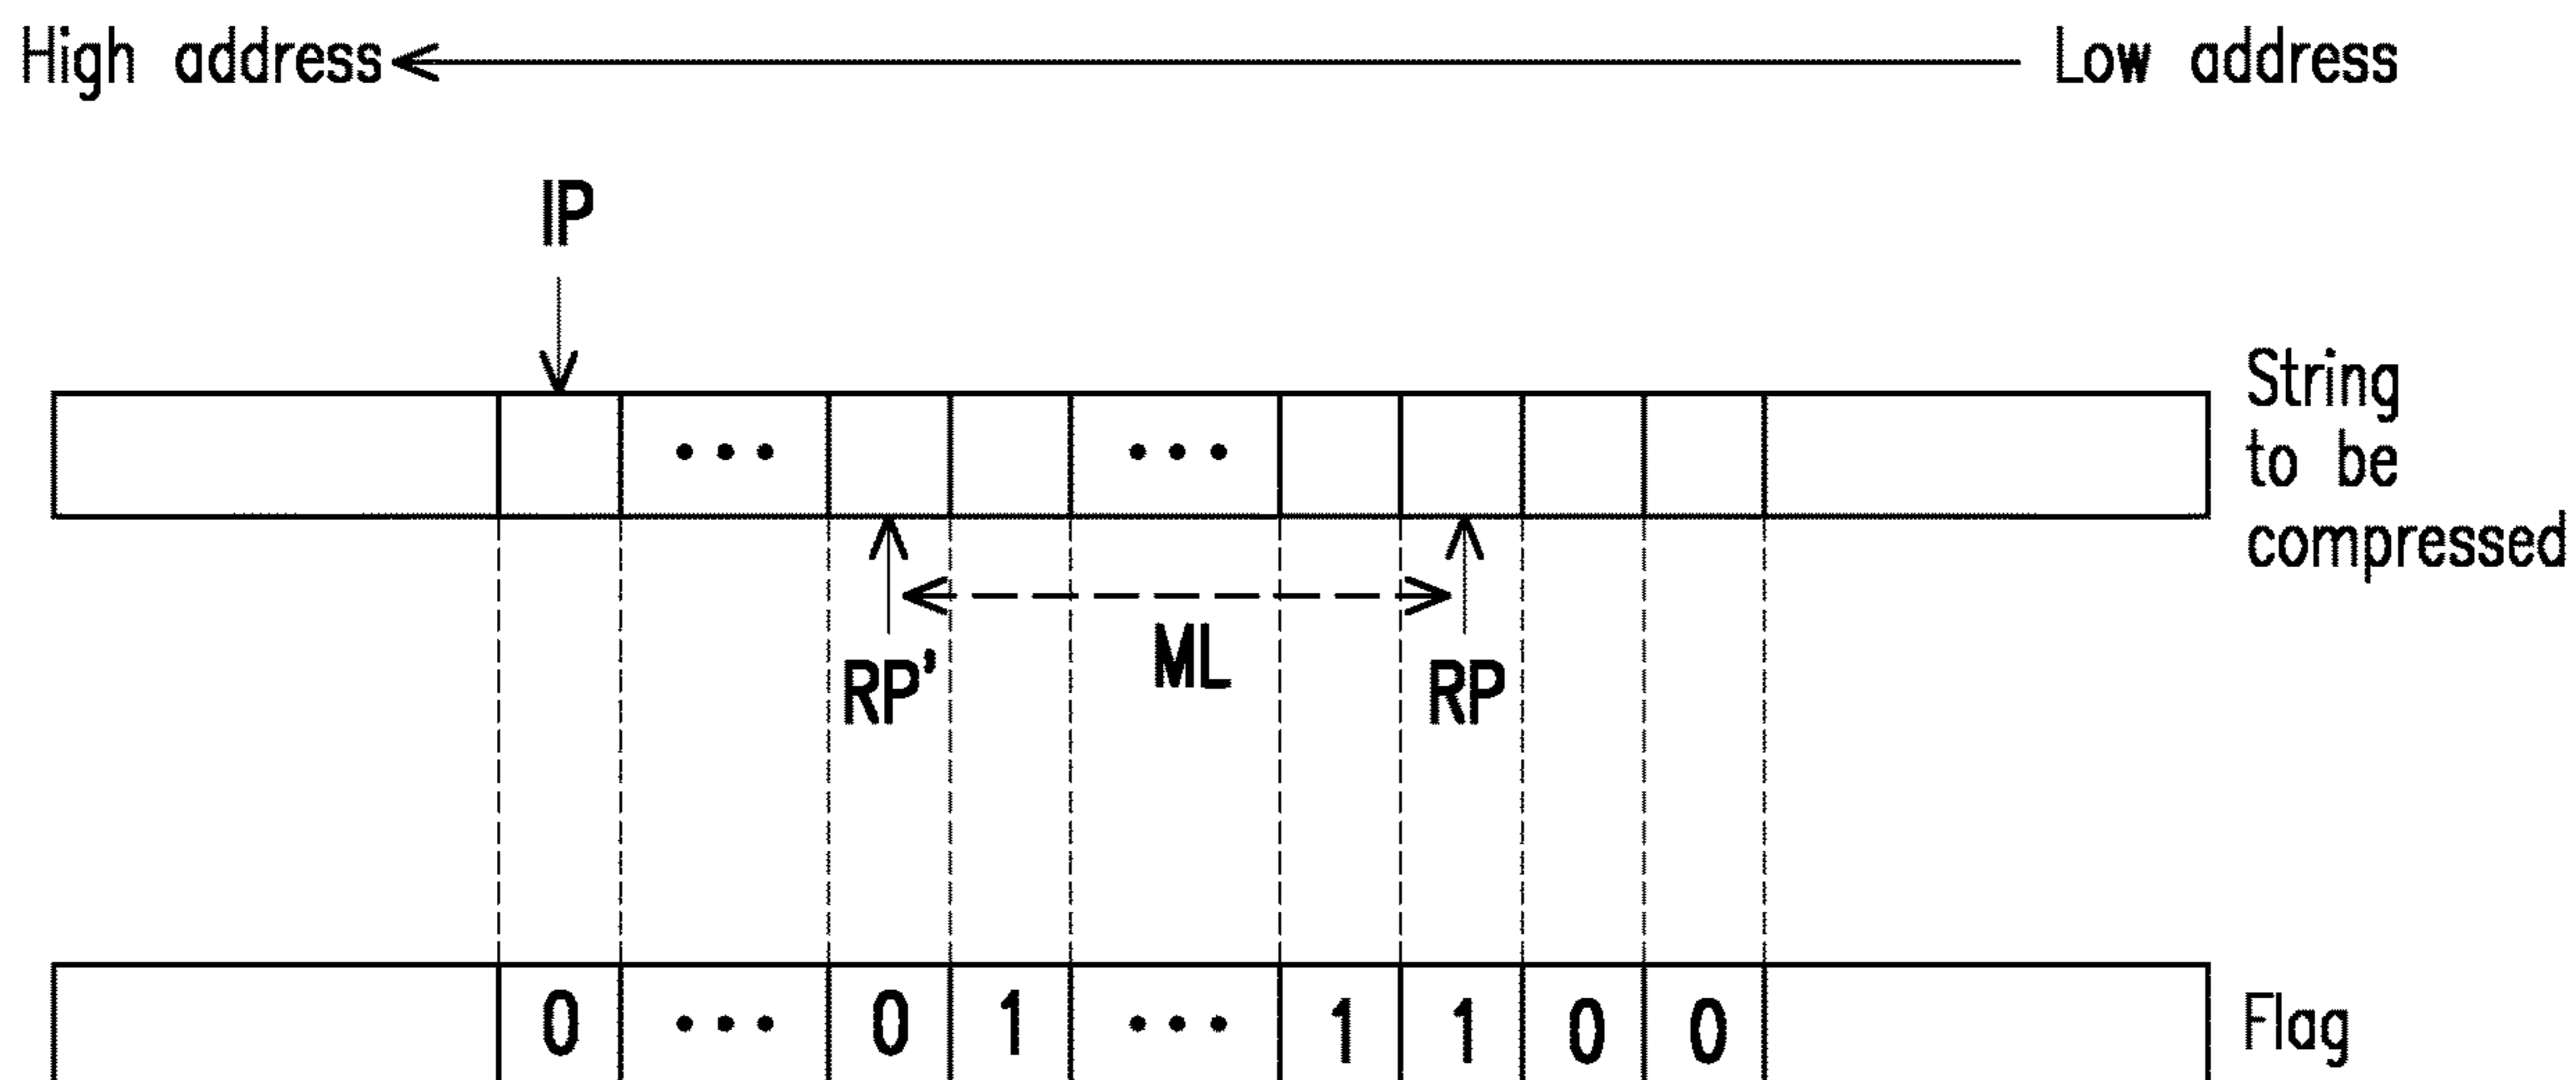 High address Low address
IP
String
to be
compressed
• • • • • •
ML
RP' RP
0 • • • 0 1 • • • 1 1 0 0 Flag